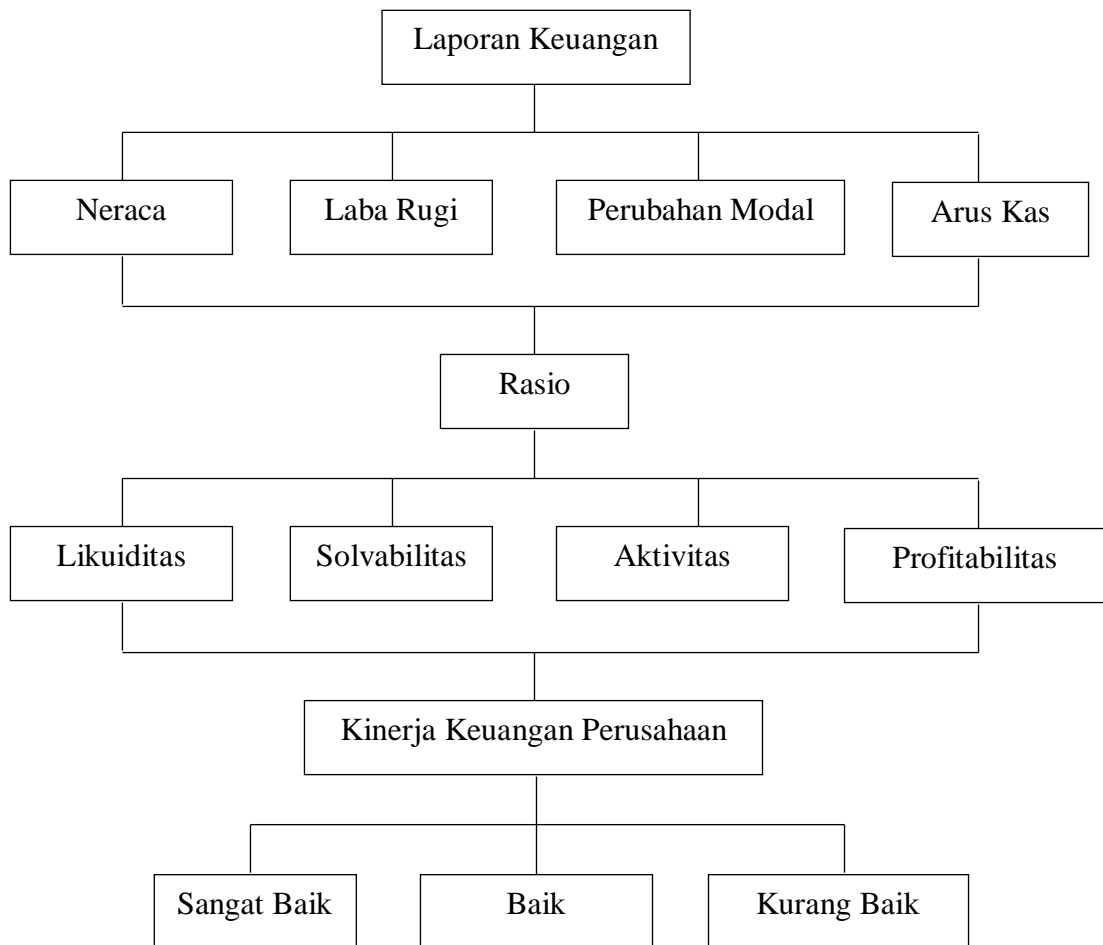 Laporan Keuangan
Neraca
Laba Rugi
Perubahan Modal
Arus Kas
Rasio
Likuiditas
Solvabilitas
Aktivitas
Profitabilitas
Kinerja Keuangan Perusahaan
Sangat Baik
Baik
Kurang Baik